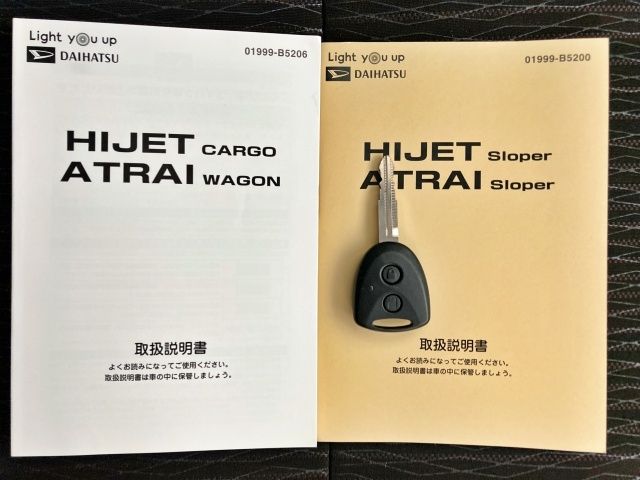 Light you up
DAIHATSU
01999-B5206
HIJET CARGO
ATRAI WAGON
取扱説明書
よくお読みになってご使用ください。
取扱説明書は車の中に保管しましょう。
Light you up
DAIHATSU
01999-B5200
HIJET Sloper
ATRAI Sloper
取扱説明書
よくお読みになってご使用ください。
取扱説明書は車の中に保管しましょう。